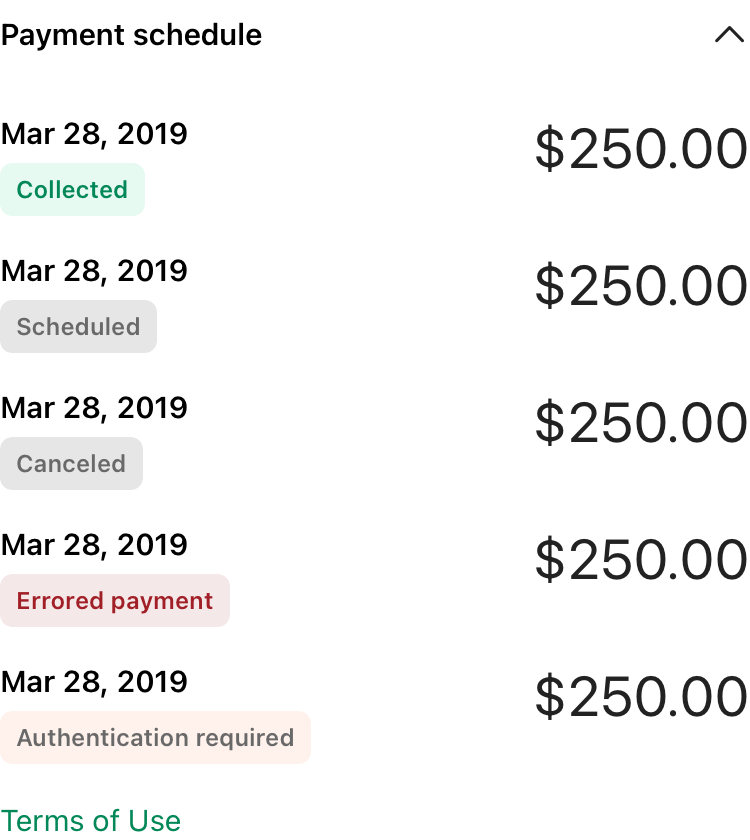 Payment schedule
Mar 28, 2019
$250.00
Collected
Mar 28, 2019
$250.00
Scheduled
Mar 28, 2019
$250.00
Canceled
Mar 28, 2019
$250.00
Errored payment
Mar 28, 2019
$250.00
Authentication required
Terms of Use